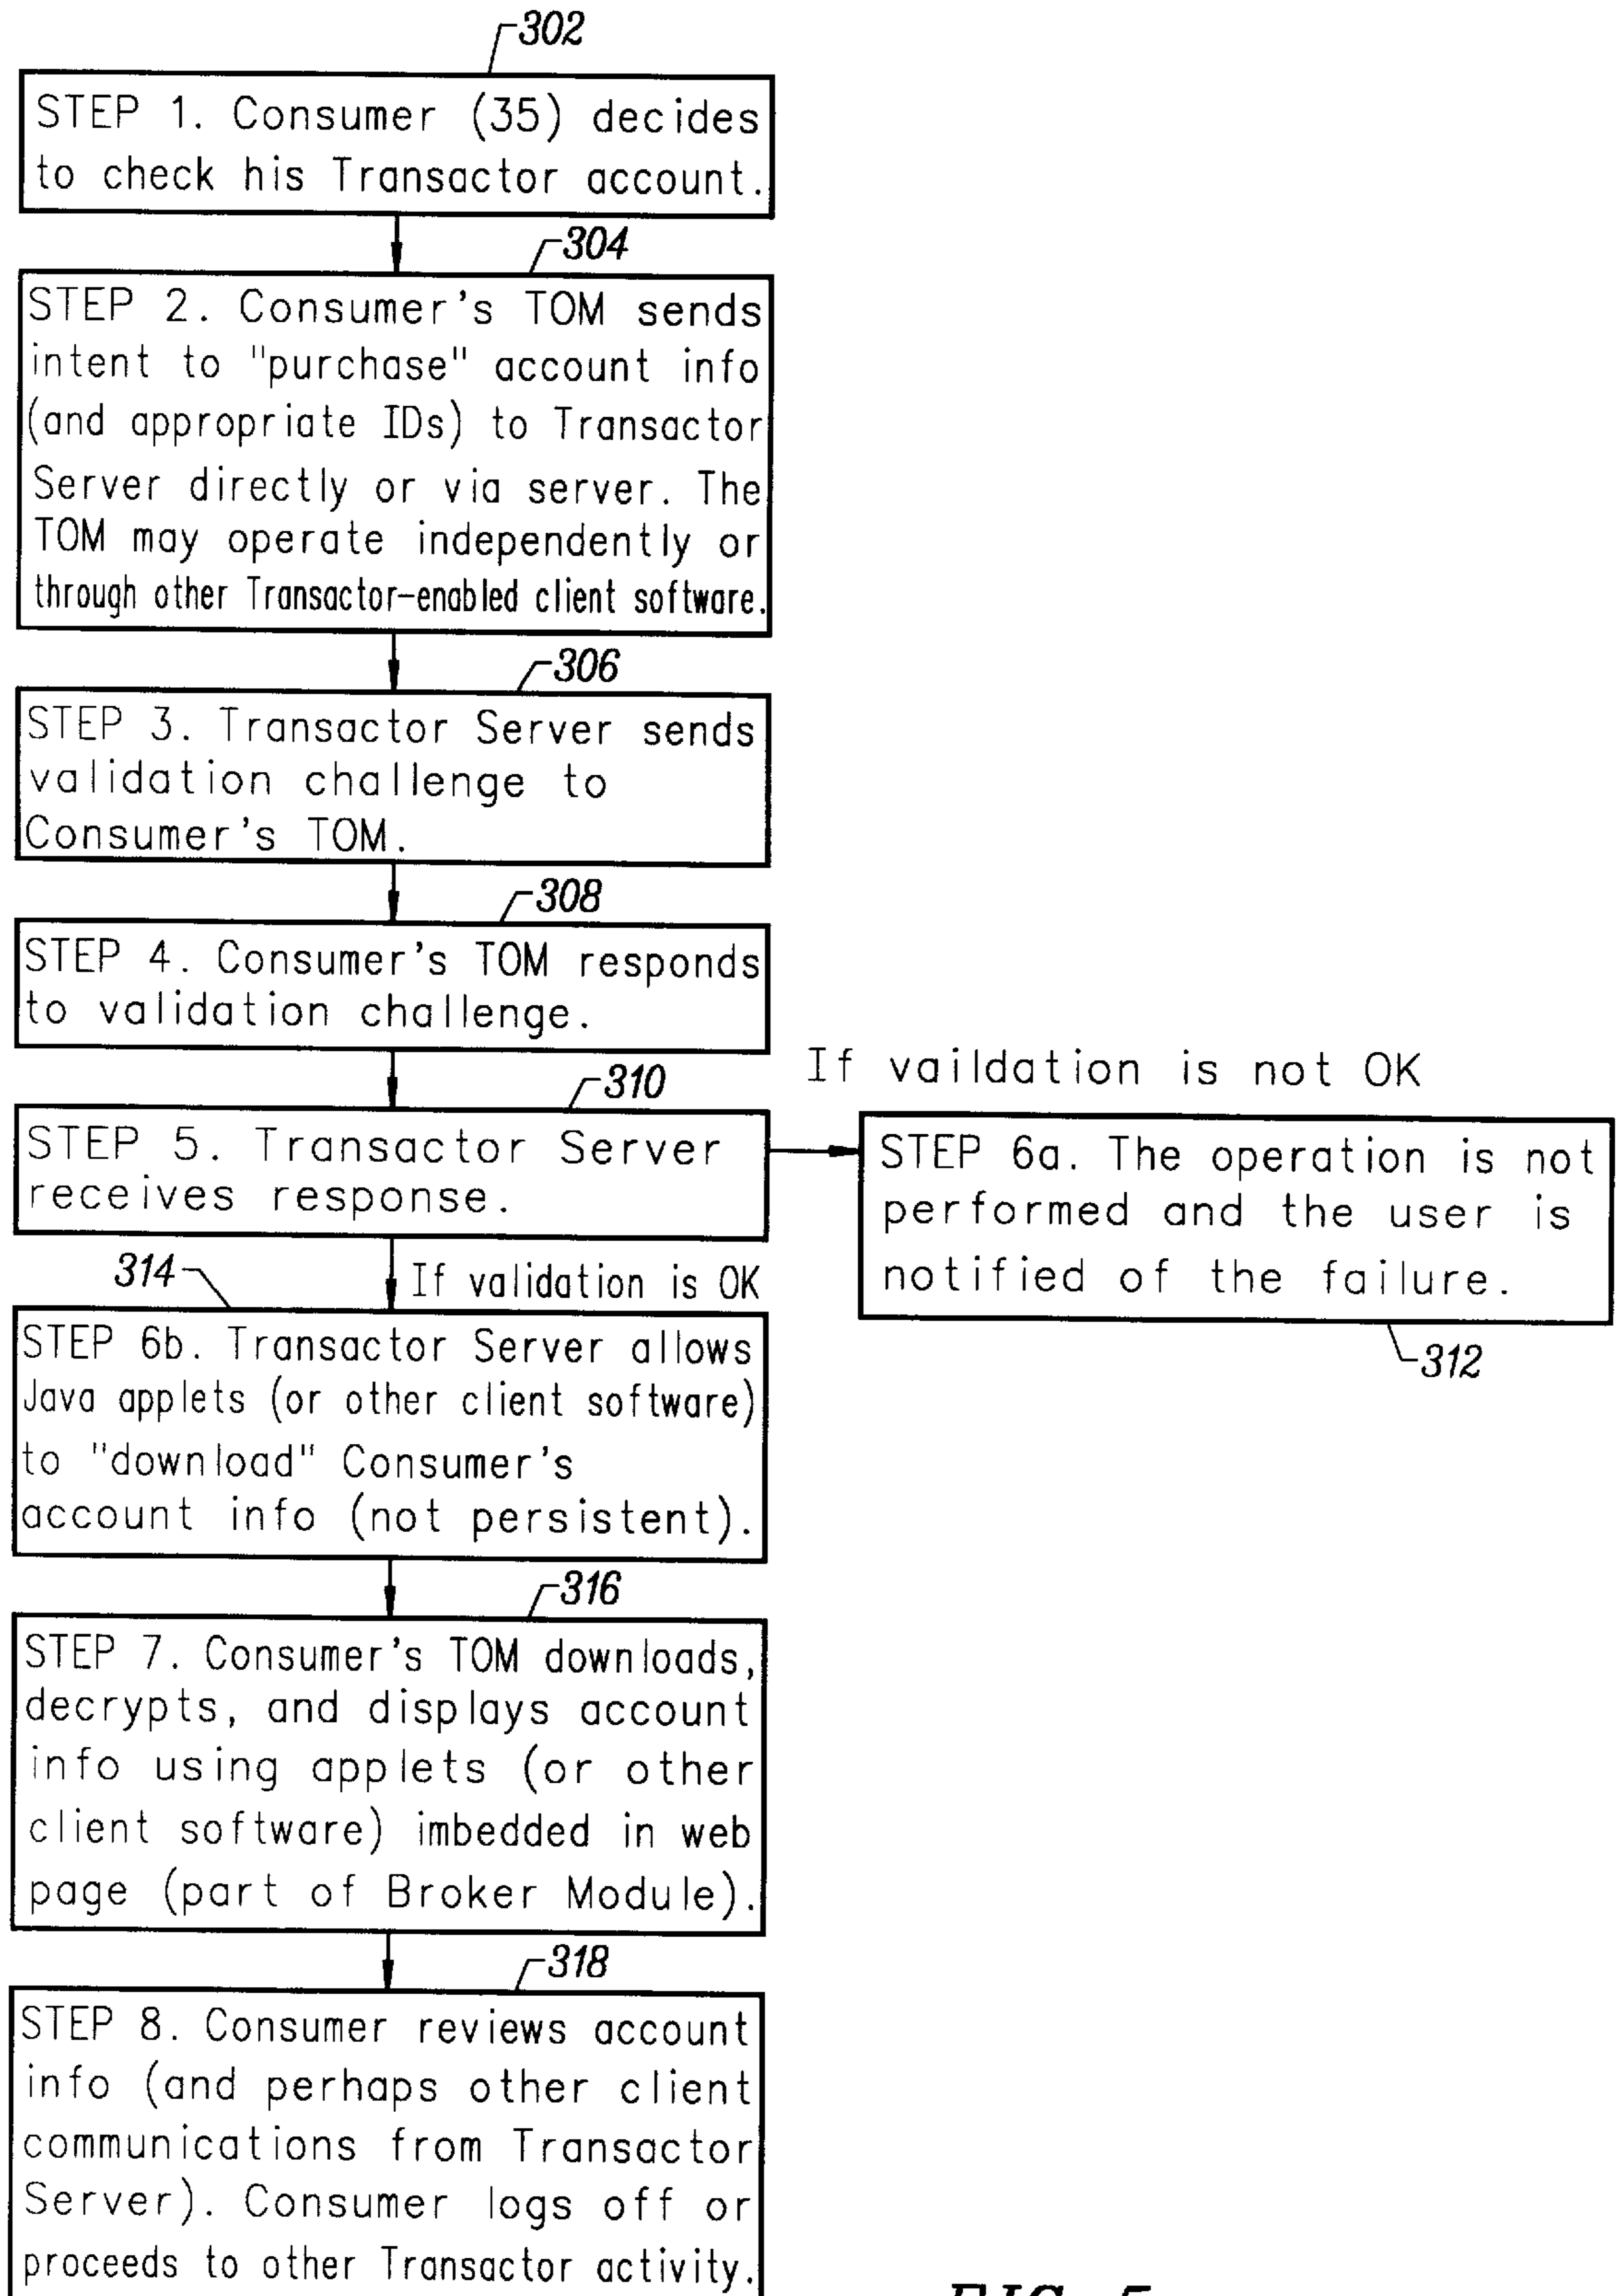 302
STEP 1. Consumer (35) decides
to check his Transactor account.
304
STEP 2. Consumer's TOM sends
intent to "purchase" account info
(and appropriate IDs) to Transactor
Server directly or via server. The
TOM may operate independently or
through other Transactor-enabled client software.
306
STEP 3. Transactor Server sends
validation challenge to
Consumer's TOM.
308
STEP 4. Consumer's TOM responds
to validation challenge.
310
STEP 5. Transactor Server
receives response.
If vaildation is not OK
STEP 6a. The operation is not
performed and the user is
notified of the failure.
312
314
If validation is OK
STEP 6b. Transactor Server allows
Java applets (or other client software)
to "download" Consumer's
account info (not persistent).
316
STEP 7. Consumer's TOM downloads,
decrypts, and displays account
info using applets (or other
client software) imbedded in web
page (part of Broker Module).
318
STEP 8. Consumer reviews account
info (and perhaps other client
communications from Transactor
Server). Consumer logs off or
proceeds to other Transactor activity.